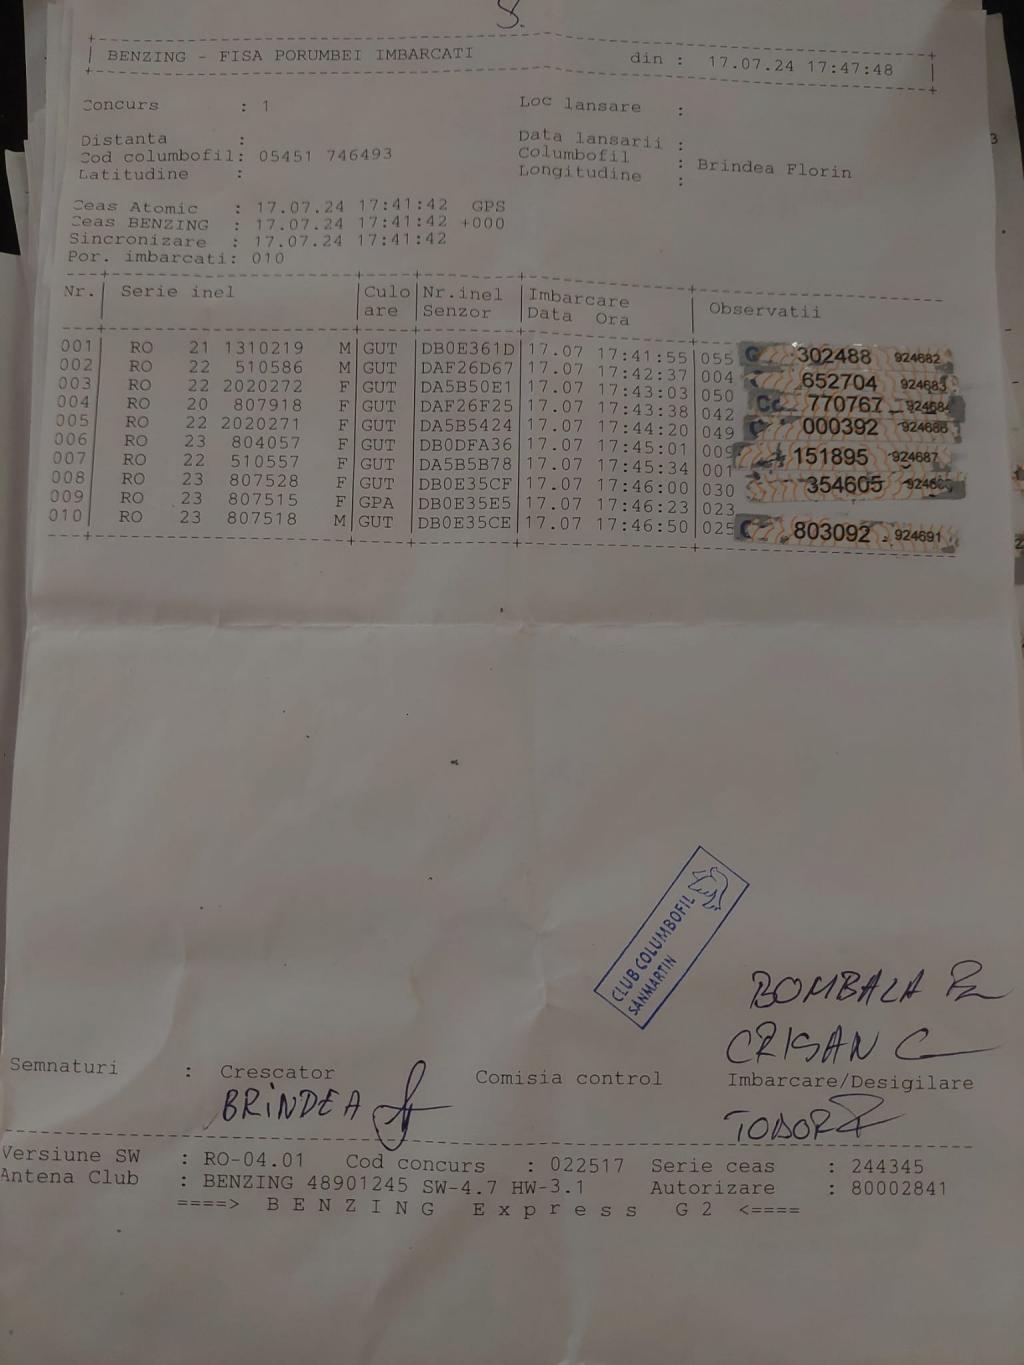 8.
BENZING - FISA PORUMBEI IMBARCATI din : 17.07.24 17:47:48
Concurs : 1 Loc lansare :
Distanta : Data lansarii :
Cod columbofil: 05451 746493 Columbofil : Brindea Florin
Latitudine : Longitudine :
Ceas Atomic : 17.07.24 17:41:42 GPS
Ceas BENZING : 17.07.24 17:41:42 +000
Sincronizare : 17.07.24 17:41:42
Por. imbarcati: 010
Nr. Serie inel Culo Nr.inel Imbarcare Observatii
are Senzor Data Ora
001 RO 21 1310219 M GUT DB0E361D 17.07 17:41:55 055 302488 924682
002 RO 22 510586 M GUT DAF26D67 17.07 17:42:37 004 652704 924683
003 RO 22 2020272 F GUT DA5B50E1 17.07 17:43:03 050 770767 924684
004 RO 20 807918 F GUT DAF26F25 17.07 17:43:38 042 000392 924686
005 RO 22 2020271 F GUT DA5B5424 17.07 17:44:20 049
006 RO 23 804057 F GUT DB0DFA36 17.07 17:45:01 009 151895 924687
007 RO 22 510557 F GUT DA5B5B78 17.07 17:45:34 001 354605
008 RO 23 807528 F GUT DB0E35CF 17.07 17:46:00 030
009 RO 23 807515 F GPA DB0E35E5 17.07 17:46:23 023
010 RO 23 807518 M GUT DB0E35CE 17.07 17:46:50 025 803092 924691
CLUB COLUMBOFIL
SANMARTIN
BOMBACA
CRISAN C
Semnaturi : Crescator Comisia control Imbarcare/Desigilare
BRINDEA TODOR
Versiune SW : RO-04.01 Cod concurs : 022517 Serie ceas : 244345
Antena Club : BENZING 48901245 SW-4.7 HW-3.1 Autorizare : 80002841
====> B E N Z I N G E x p r e s s G 2 <====